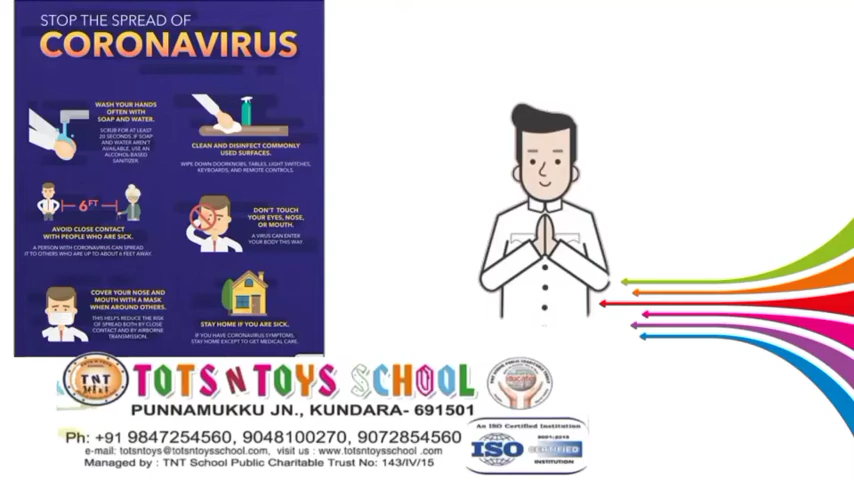 STOP THE SPREAD OF
CORONAVIRUS
WASH YOUR HANDS
OFTEN WITH
SOAP AND WATER.
SCRUB FOR AT LEAST
20 SECONDS. IF SOAP
AND WATER AREN'T
AVAILABLE, USE AN
ALCOHOL-BASED
SANITIZER
CLEAN AND DISINFECT COMMONLY
USED SURFACES.
WIPE DOWN DOORKNOBS, TABLES, LIGHT SWITCHES,
KEYBOARDS, AND REMOTE CONTROLS.
6FT
AVOID CLOSE CONTACT
WITH PEOPLE WHO ARE SICK.
A PERSON WITH CORONAVIRUS CAN SPREAD
IT TO OTHERS WHO ARE UP TO ABOUT 6 FEET AWAY.
DON'T TOUCH
YOUR EYES, NOSE,
OR MOUTH.
A VIRUS CAN ENTER
YOUR BODY THIS WAY.
COVER YOUR NOSE AND
MOUTH WITH A MASK
WHEN AROUND OTHERS.
THIS HELPS REDUCE THE RISK
OF SPREAD BOTH BY CLOSE
CONTACT AND BY AIRBORNE
TRANSMISSION.
STAY HOME IF YOU ARE SICK.
IF YOU HAVE CORONAVIRUS SYMPTOMS,
STAY HOME EXCEPT TO GET MEDICAL CARE.
TNT
TOTS N TOYS SCHOOL
PUNNAMUKKU JN., KUNDARA- 691501
Ph: +91 9847254560, 9048100270, 9072854560
e-mail: totsntoys@totsntoysschool .com, visit us : www .totsntoysschool.com
Managed by : TNT School Public Charitable Trust No: 143/IV/15
An ISO Certified Institution
ISO
9001:2015
CERTIFIED
INSTITUTION